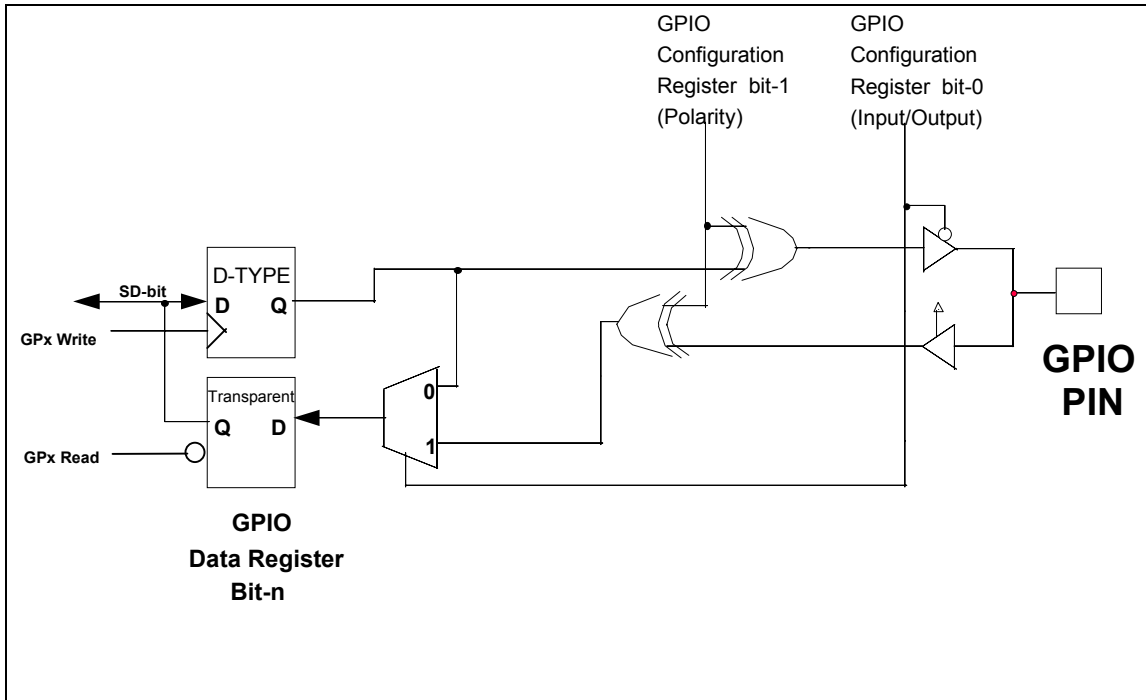 GPIO
Configuration
Register bit-1
(Polarity)
GPIO
Configuration
Register bit-0
(Input/Output)
D-TYPE
SD-bit
D Q
GPx Write
Transparent
Q D
GPx Read
0
1
GPIO
PIN
GPIO
Data Register
Bit-n